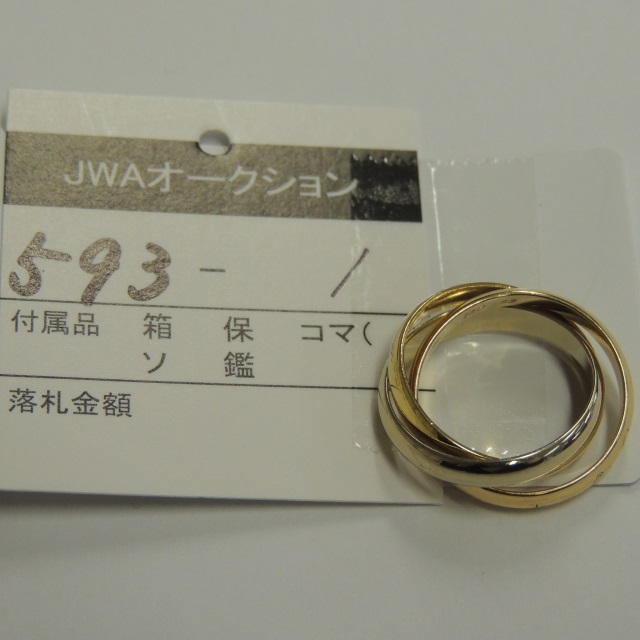 JWAオークション
593 - /
付属品 箱 保 コマ(
ソ 鑑
落札金額